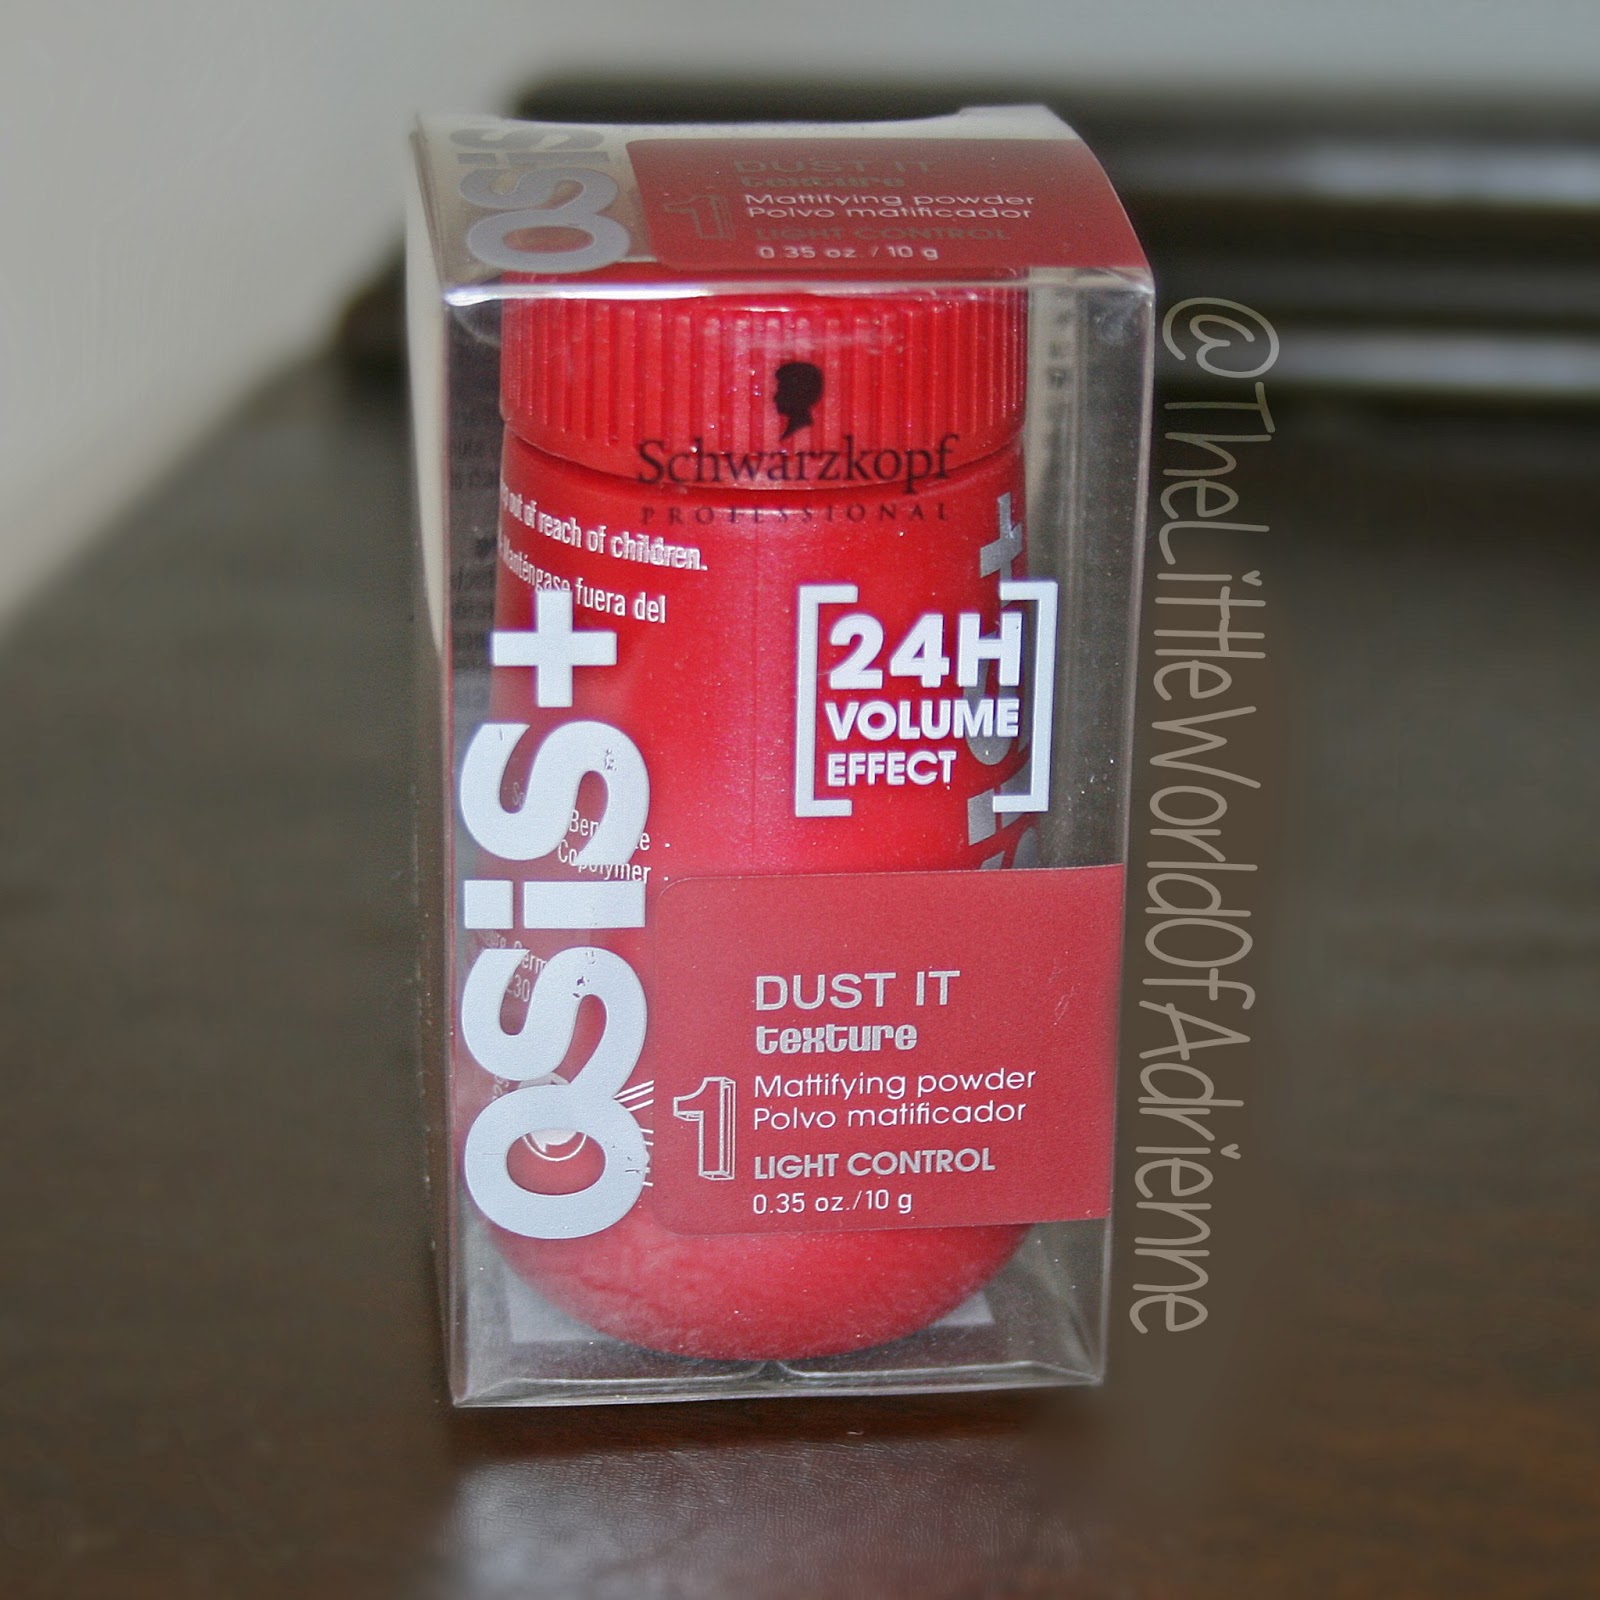 osis
DUST IT
texture
1
Mattifying powder
Polvo matificador
LIGHT CONTROL
0.35 oz. / 10 g
Schwarzkopf
PROFESSIONAL
out of reach of children.
Manténgase fuera del
osis+
[24H
VOLUME
EFFECT]
Copolymer
DUST IT
texture
1
Mattifying powder
Polvo matificador
LIGHT CONTROL
0.35 oz./10 g
@TheLittleWorldOfAdrienne